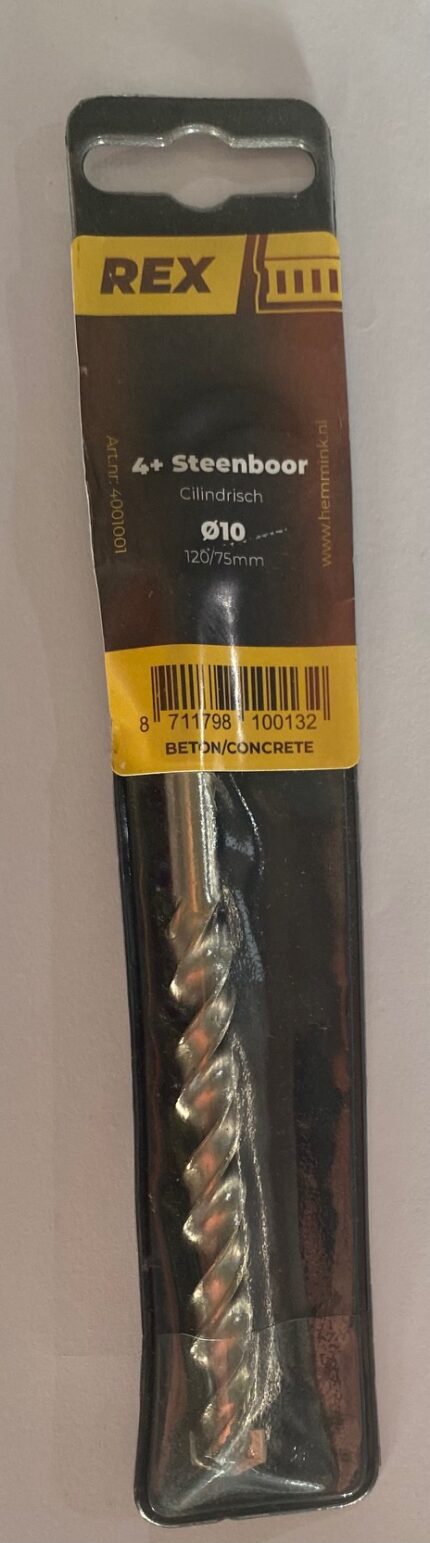 REX
4+ Steenboor
Cilindrisch
Ø10
120/75mm
Art.nr. 4001001
www.hemmink.nl
8 711798 100132
BETON/CONCRETE